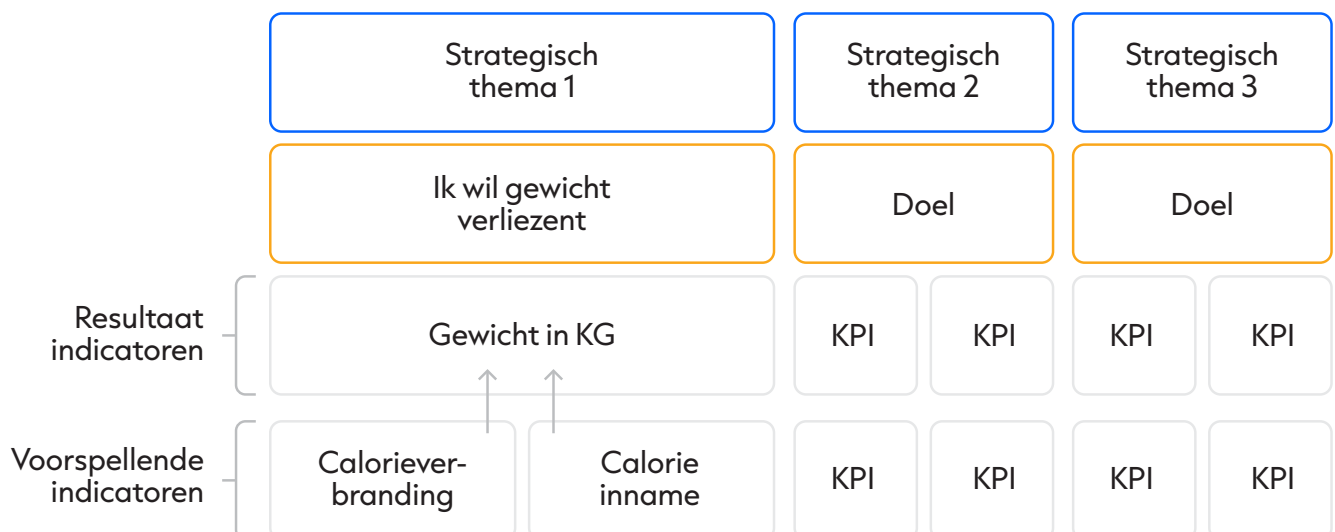 Strategisch
thema 1
Strategisch
thema 2
Strategisch
thema 3
Ik wil gewicht
verliezent
Doel
Doel
Resultaat
indicatoren
Gewicht in KG
KPI
KPI
KPI
KPI
Voorspellende
indicatoren
Caloriever-
branding
Calorie
inname
KPI
KPI
KPI
KPI